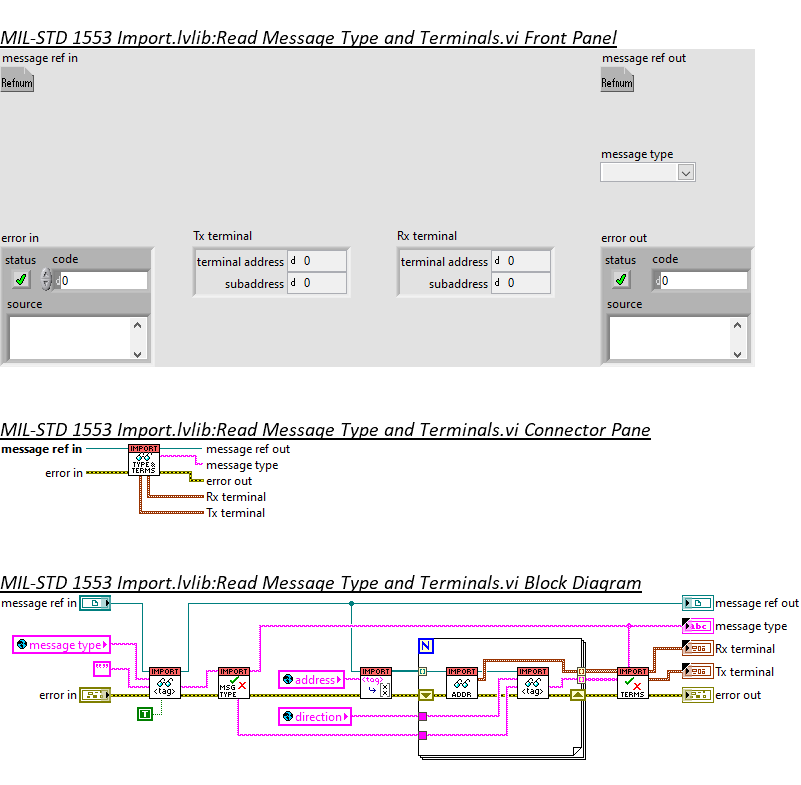 MIL-STD 1553 Import.lvlib:Read Message Type and Terminals.vi Front Panel
message ref in
message ref out
Refnum
Refnum
message type
error in
Tx terminal
Rx terminal
error out
status code
terminal address d 0
terminal address d 0
status code
d 0
subaddress d 0
subaddress d 0
d 0
source
source
MIL-STD 1553 Import.lvlib:Read Message Type and Terminals.vi Connector Pane
message ref in
IMPORT
TYPE&
TERMS
message ref out
message type
error in
error out
Rx terminal
Tx terminal
MIL-STD 1553 Import.lvlib:Read Message Type and Terminals.vi Block Diagram
message ref in
message ref out
abc
message type
message type
N
Rx terminal
IMPORT
<tag>
IMPORT
MSG
TYPE
address
IMPORT
<tag>
IMPORT
ADDR
IMPORT
<tag>
IMPORT
TERMS
Tx terminal
error in
error out
T
direction